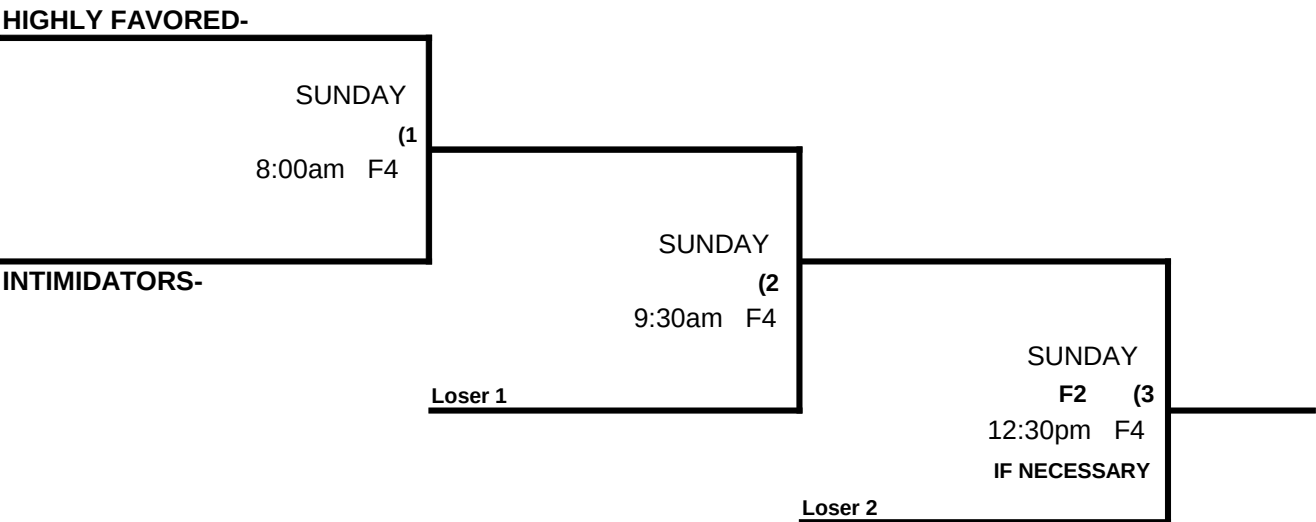 HIGHLY FAVORED-
SUNDAY
(1
8:00am F4
INTIMIDATORS-
SUNDAY
(2
9:30am F4
Loser 1
SUNDAY
F2 (3
12:30pm F4
IF NECESSARY
Loser 2